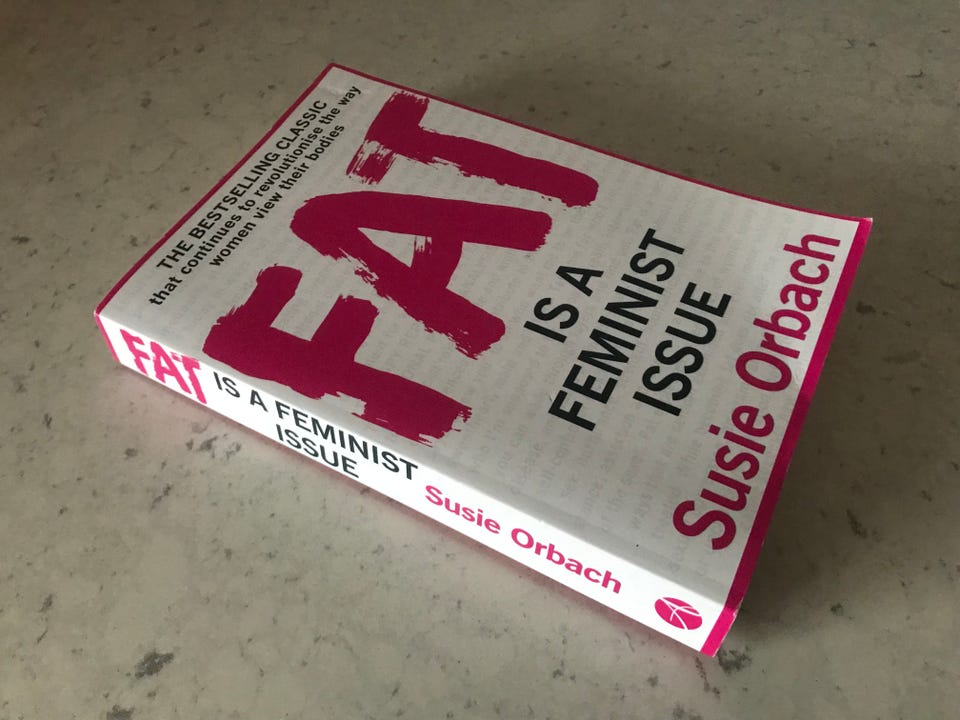 THE BESTSELLING CLASSIC
that continues to revolutionise the way
women view their bodies
FAT
IS A
FEMINIST
ISSUE
Susie Orbach
FAT
IS A FEMINIST
ISSUE
Susie Orbach